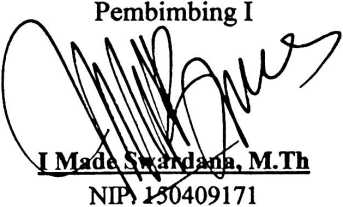 Pembimbing I
I Made Swardana, M.Th
NIP. 150409171